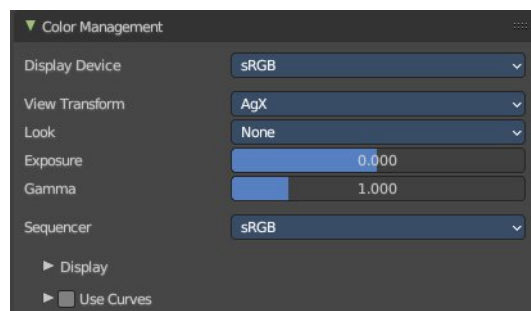 Color Management
Display Device sRGB
View Transform AgX
Look None
Exposure 0.000
Gamma 1.000
Sequencer sRGB
Display
Use Curves